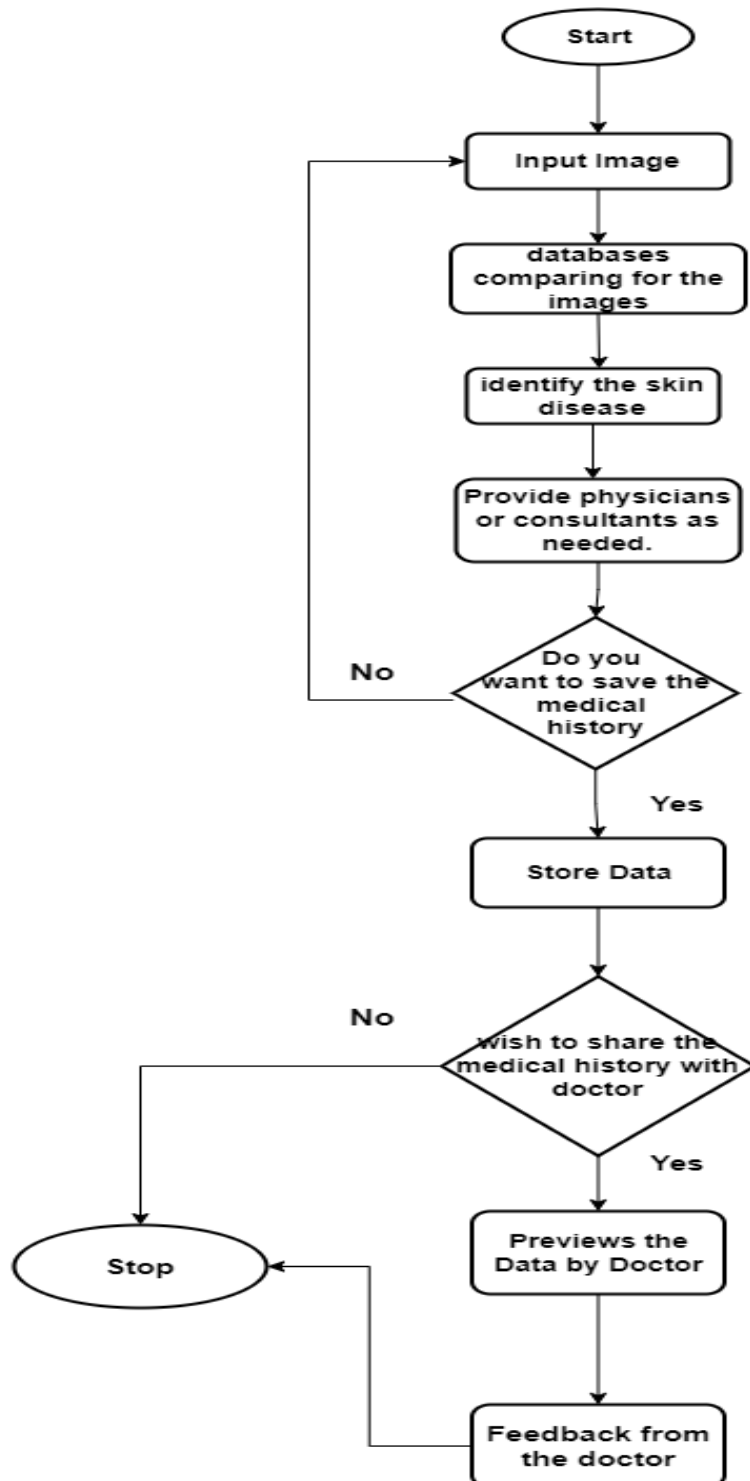 Start
Input Image
databases
comparing for the
images
identify the skin
disease
Provide physicians
or consultants as
needed.
Do you
want to save the
medical
history
No
Yes
Store Data
No
wish to share the
medical history with
doctor
Yes
Previews the
Data by Doctor
Stop
Feedback from
the doctor